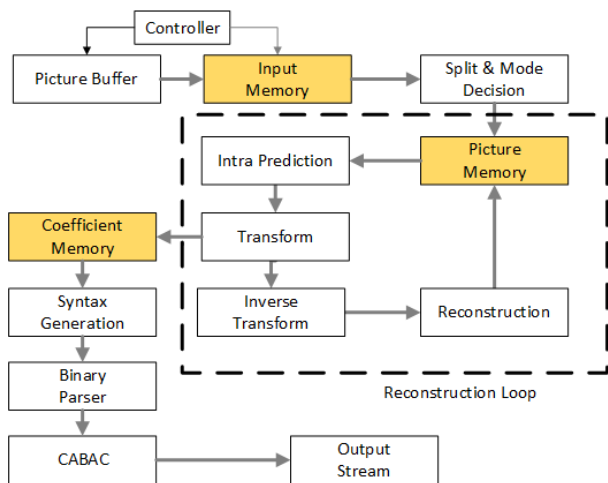 Controller
Picture Buffer
Input
Memory
Split & Mode
Decision
Intra Prediction
Picture
Memory
Coefficient
Memory
Transform
Syntax
Generation
Inverse
Transform
Reconstruction
Binary
Parser
Reconstruction Loop
CABAC
Output
Stream